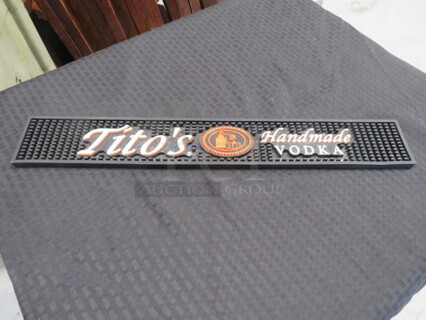 Tito's Handmade
VODKA
AUCTION GROUP